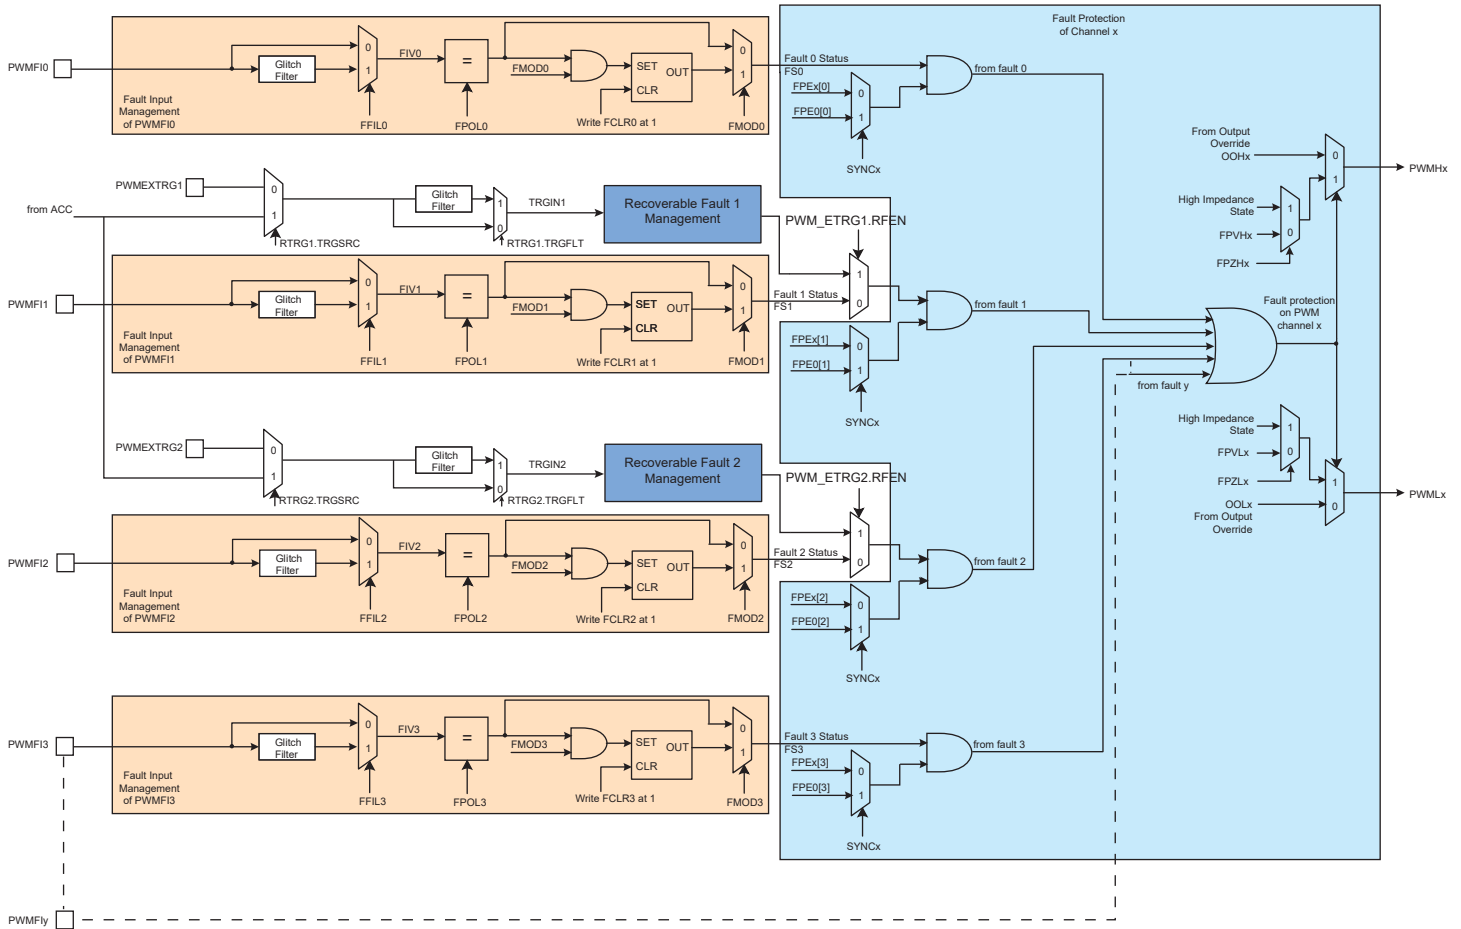 Fault Protection
of Channel x
PWMFI0
Glitch
Filter
0
1
FIV0
=
FMOD0
SET
OUT
CLR
0
1
Fault Input
Management
of PWMFI0
FFIL0
FPOL0
Write FCLR0 at 1
FMOD0
Fault 0 Status
FS0
FPEx[0]
FPE0[0]
0
1
SYNCx
from fault 0
From Output
Override
OOHx
0
1
PWMHx
High Impedance
State
FPVHx
1
0
FPZHx
PWMEXTRG1
from ACC
0
1
RTRG1.TRGSRC
Glitch
Filter
1
0
TRGIN1
RTRG1.TRGFLT
Recoverable Fault 1
Management
PWM_ETRG1.RFEN
1
0
PWMFI1
Glitch
Filter
0
1
FIV1
=
FMOD1
SET
OUT
CLR
0
1
Fault Input
Management
of PWMFI1
FFIL1
FPOL1
Write FCLR1 at 1
FMOD1
Fault 1 Status
FS1
FPEx[1]
FPE0[1]
0
1
SYNCx
from fault 1
Fault protection
on PWM
channel x
from fault y
PWMEXTRG2
0
1
RTRG2.TRGSRC
Glitch
Filter
1
0
TRGIN2
RTRG2.TRGFLT
Recoverable Fault 2
Management
PWM_ETRG2.RFEN
1
0
High Impedance
State
FPVLx
1
0
FPZLx
OOLx
From Output
Override
1
0
PWMLx
PWMFI2
Glitch
Filter
0
1
FIV2
=
FMOD2
SET
OUT
CLR
0
1
Fault Input
Management
of PWMFI2
FFIL2
FPOL2
Write FCLR2 at 1
FMOD2
Fault 2 Status
FS2
FPEx[2]
FPE0[2]
0
1
SYNCx
from fault 2
PWMFI3
Glitch
Filter
0
1
FIV3
=
FMOD3
SET
OUT
CLR
0
1
Fault Input
Management
of PWMFI3
FFIL3
FPOL3
Write FCLR3 at 1
FMOD3
Fault 3 Status
FS3
FPEx[3]
FPE0[3]
0
1
SYNCx
from fault 3
PWMFIy